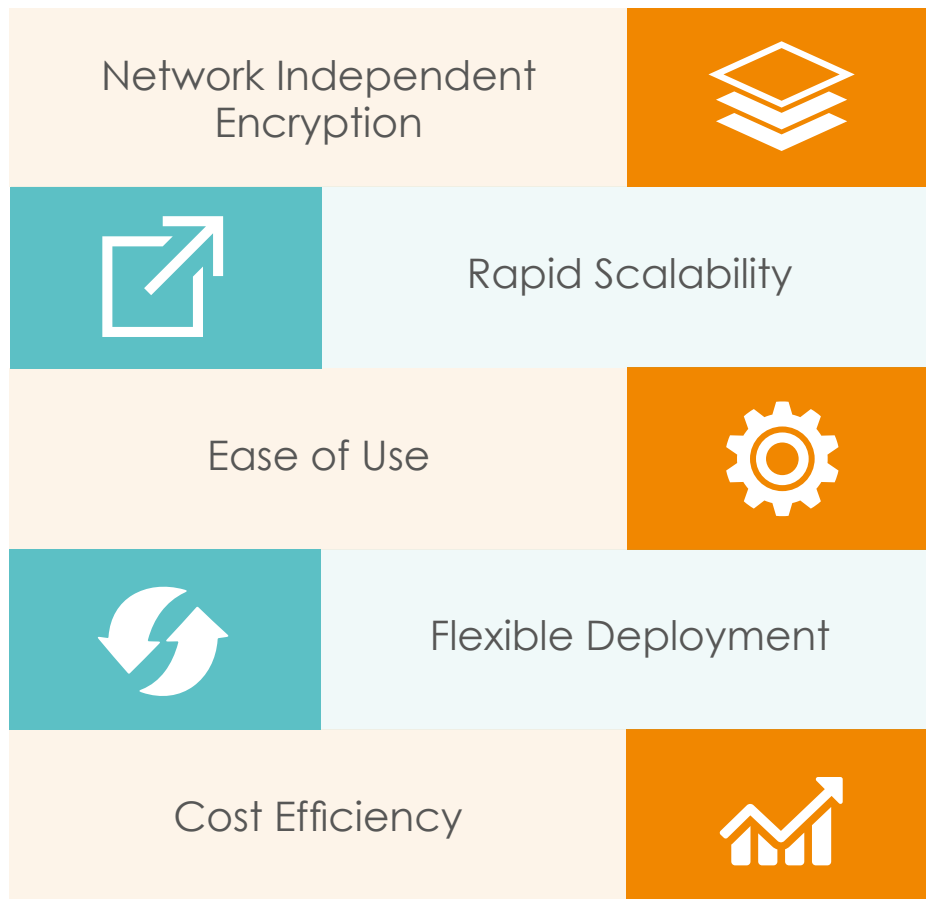 Network Independent
Encryption
Rapid Scalability
Ease of Use
Flexible Deployment
Cost Efficiency